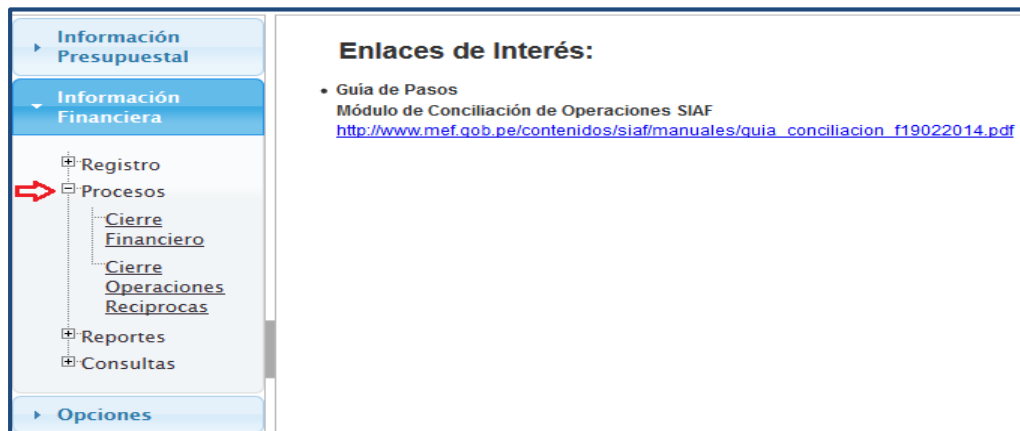 Información
Presupuestal
Información
Financiera
Registro
Procesos
Cierre
Financiero
Cierre
Operaciones
Reciprocas
Reportes
Consultas
Opciones
Enlaces de Interés:
• Guía de Pasos
Módulo de Conciliación de Operaciones SIAF
http://www.mef.gob.pe/contenidos/siaf/manuales/guia_conciliacion_f19022014.pdf